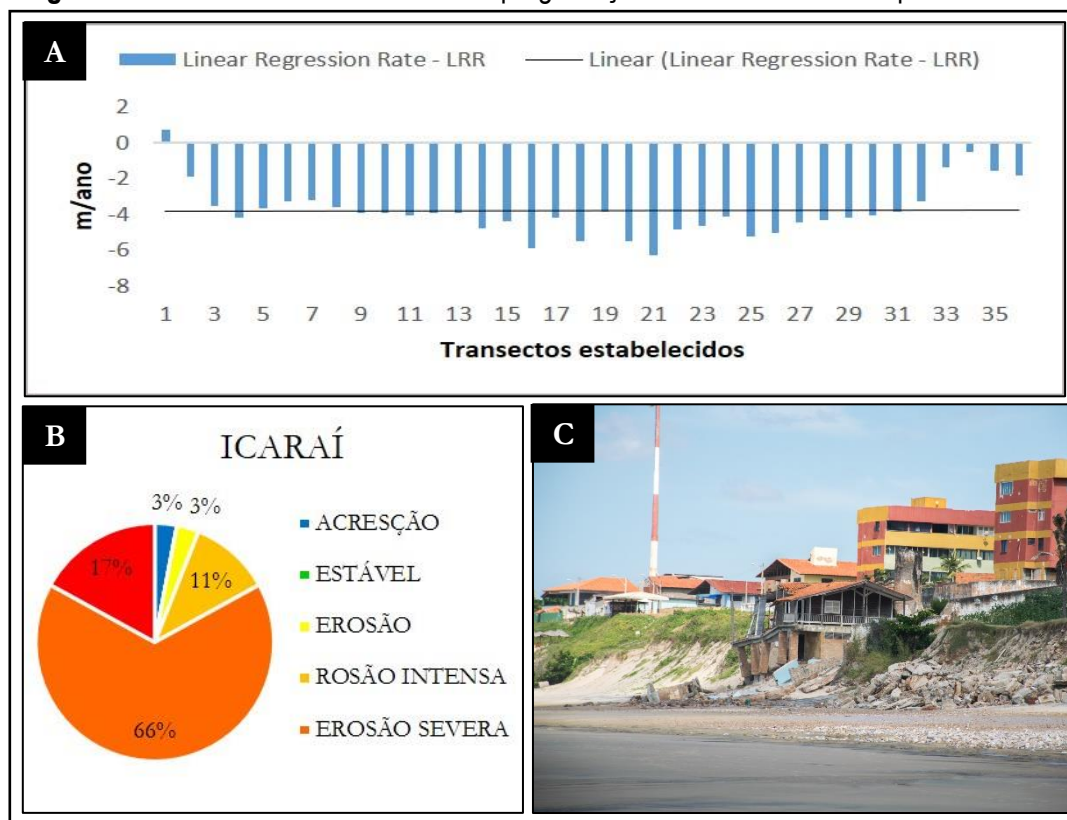 A
Linear Regression Rate - LRR
Linear (Linear Regression Rate - LRR)
m/ano
2
0
-2
-4
-6
-8
1 3 5 7 9 11 13 15 17 19 21 23 25 27 29 31 33 35
Transectos estabelecidos
B
ICARAÍ
3% 3%
17%
11%
66%
ACRESÇÃO
ESTÁVEL
EROSÃO
ROSÃO INTENSA
EROSÃO SEVERA
C